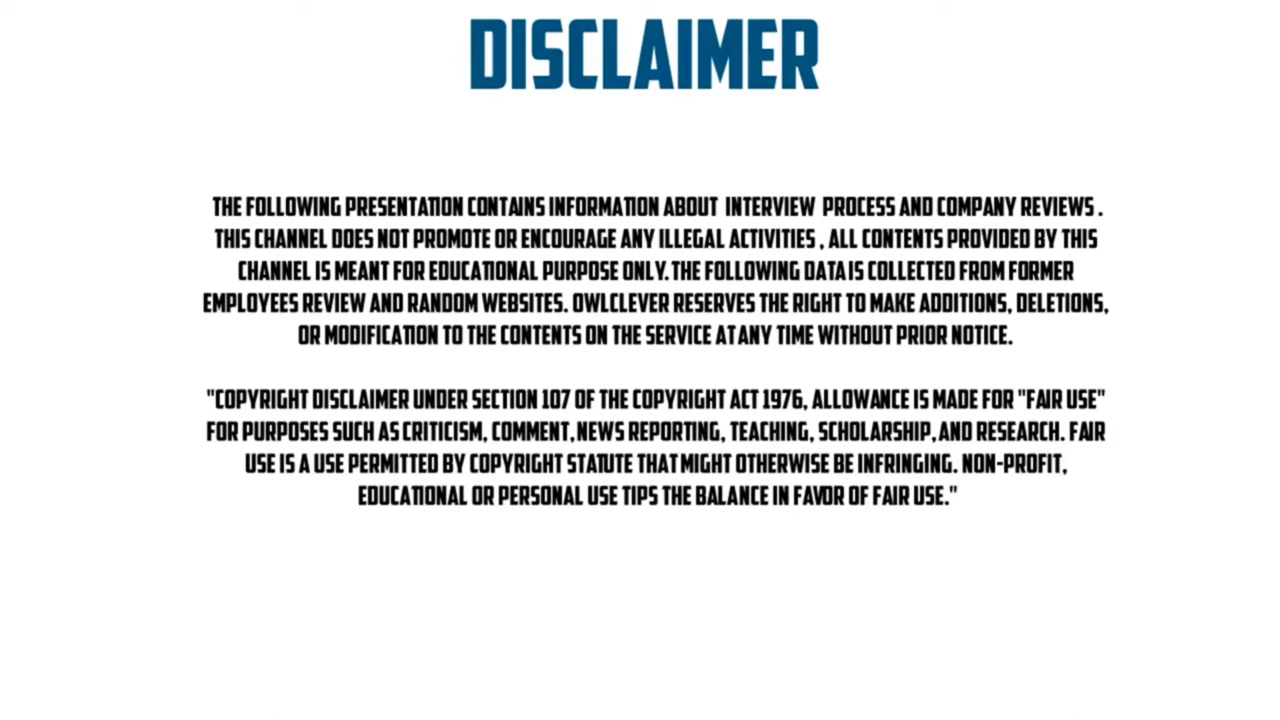 DISCLAIMER
THE FOLLOWING PRESENTATION CONTAINS INFORMATION ABOUT INTERVIEW PROCESS AND COMPANY REVIEWS .
THIS CHANNEL DOES NOT PROMOTE OR ENCOURAGE ANY ILLEGAL ACTIVITIES , ALL CONTENTS PROVIDED BY THIS
CHANNEL IS MEANT FOR EDUCATIONAL PURPOSE ONLY. THE FOLLOWING DATA IS COLLECTED FROM FORMER
EMPLOYEES REVIEW AND RANDOM WEBSITES. OWLCLEVER RESERVES THE RIGHT TO MAKE ADDITIONS, DELETIONS,
OR MODIFICATION TO THE CONTENTS ON THE SERVICE AT ANY TIME WITHOUT PRIOR NOTICE.
"COPYRIGHT DISCLAIMER UNDER SECTION 107 OF THE COPYRIGHT ACT 1976, ALLOWANCE IS MADE FOR "FAIR USE"
FOR PURPOSES SUCH AS CRITICISM, COMMENT, NEWS REPORTING, TEACHING, SCHOLARSHIP, AND RESEARCH. FAIR
USE IS A USE PERMITTED BY COPYRIGHT STATUTE THAT MIGHT OTHERWISE BE INFRINGING. NON-PROFIT,
EDUCATIONAL OR PERSONAL USE TIPS THE BALANCE IN FAVOR OF FAIR USE."